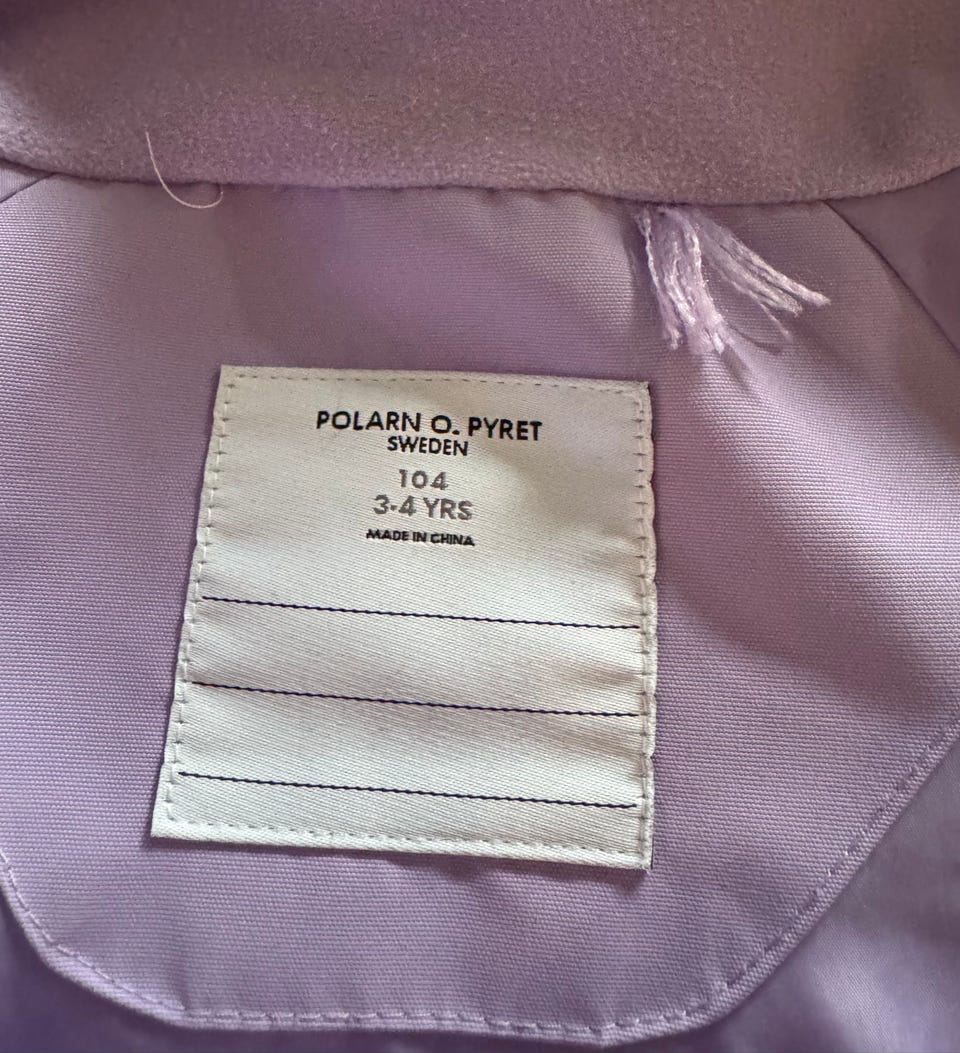 POLARN O. PYRET
SWEDEN
104
3-4 YRS
MADE IN CHINA